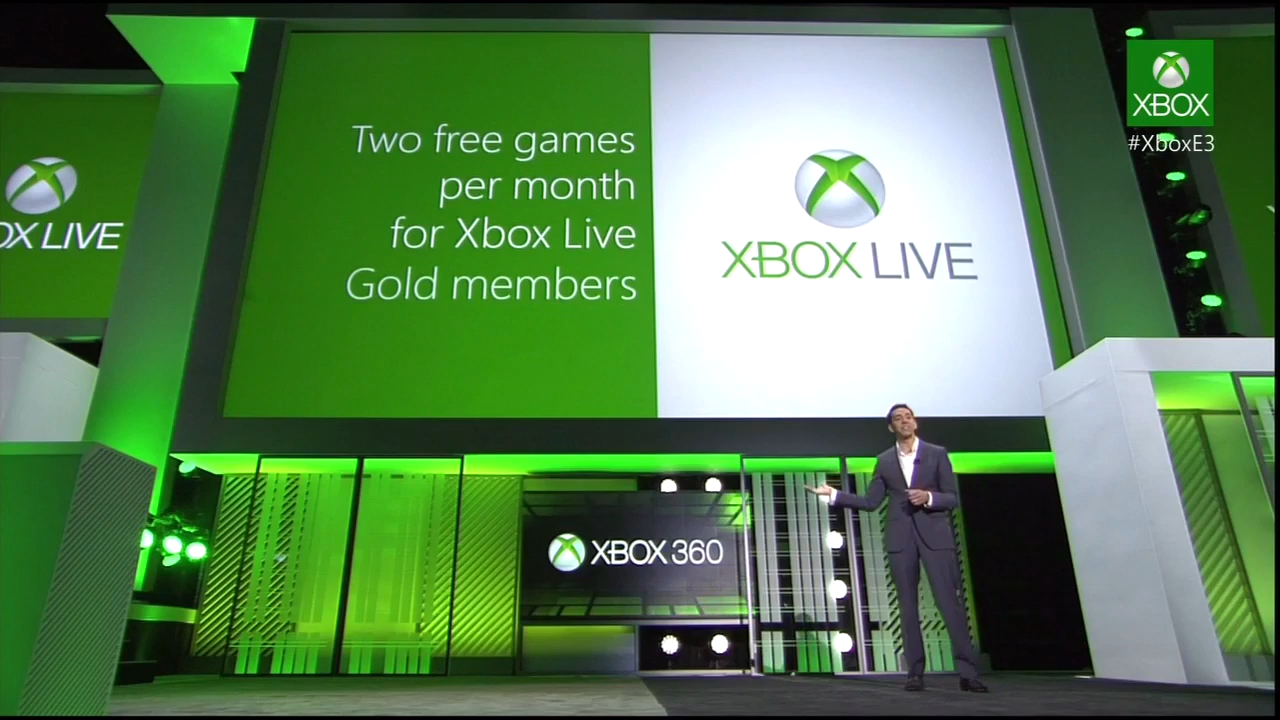 Two free games
per month
for Xbox Live
Gold members
XBOX LIVE
OX LIVE
XBOX
#XboxE3
XBOX 360